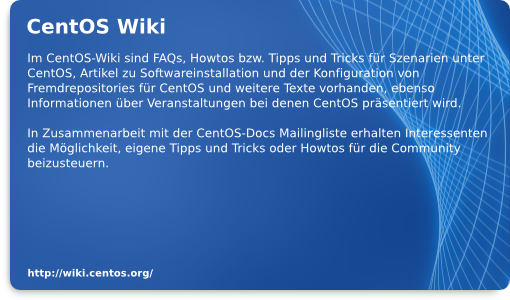 CentOS Wiki
Im CentOS-Wiki sind FAQs, Howtos bzw. Tipps und Tricks für Szenarien unter
CentOS, Artikel zu Softwareinstallation und der Konfiguration von
Fremdrepositories für CentOS und weitere Texte vorhanden, ebenso
Informationen über Veranstaltungen bei denen CentOS präsentiert wird.
In Zusammenarbeit mit der CentOS-Docs Mailingliste erhalten Interessenten
die Möglichkeit, eigene Tipps und Tricks oder Howtos für die Community
beizusteuern.
http://wiki.centos.org/